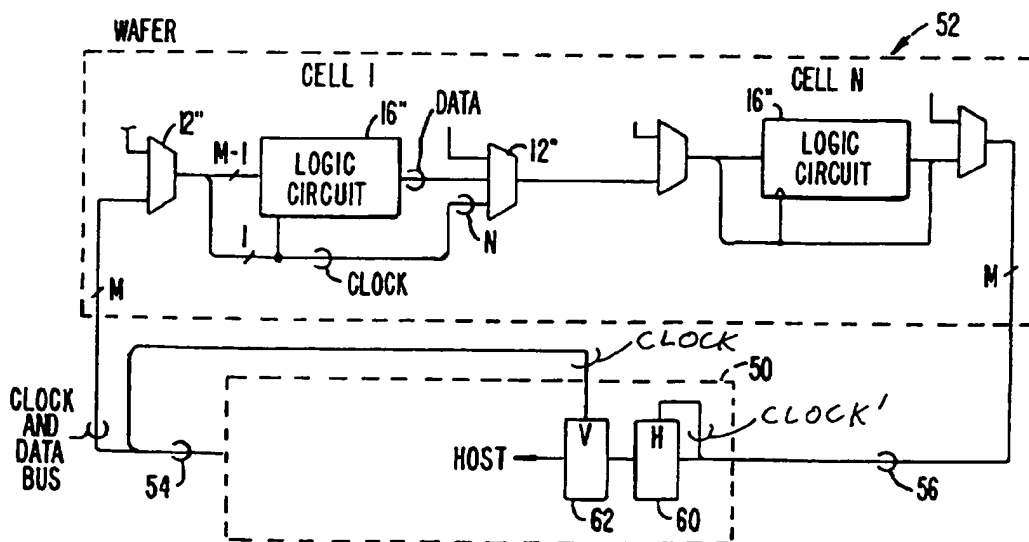 WAFER
52
CELL 1
CELL N
12"
16"
DATA
12"
16"
M-1
LOGIC
CIRCUIT
LOGIC
CIRCUIT
1
N
CLOCK
M
M
CLOCK
50
CLOCK'
CLOCK
AND
DATA
BUS
54
HOST
V
H
62
60
56